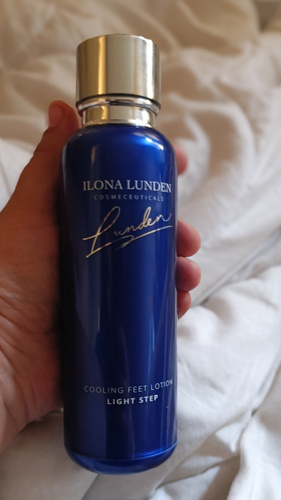 ILONA LUNDEN
COSMECEUTICALS
Lunden
COOLING FEET LOTION
LIGHT STEP